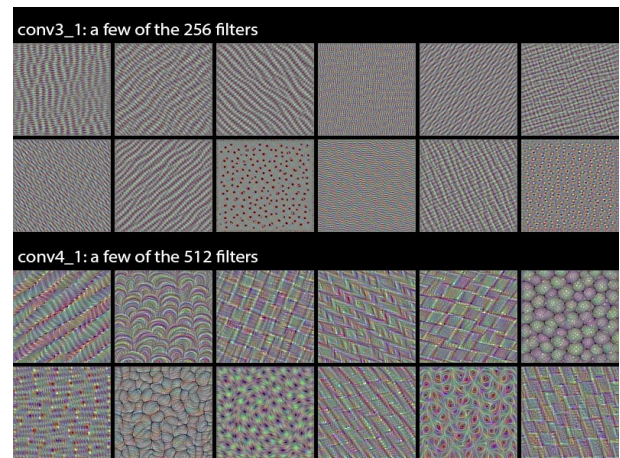 conv3_1: a few of the 256 filters
conv4_1: a few of the 512 filters